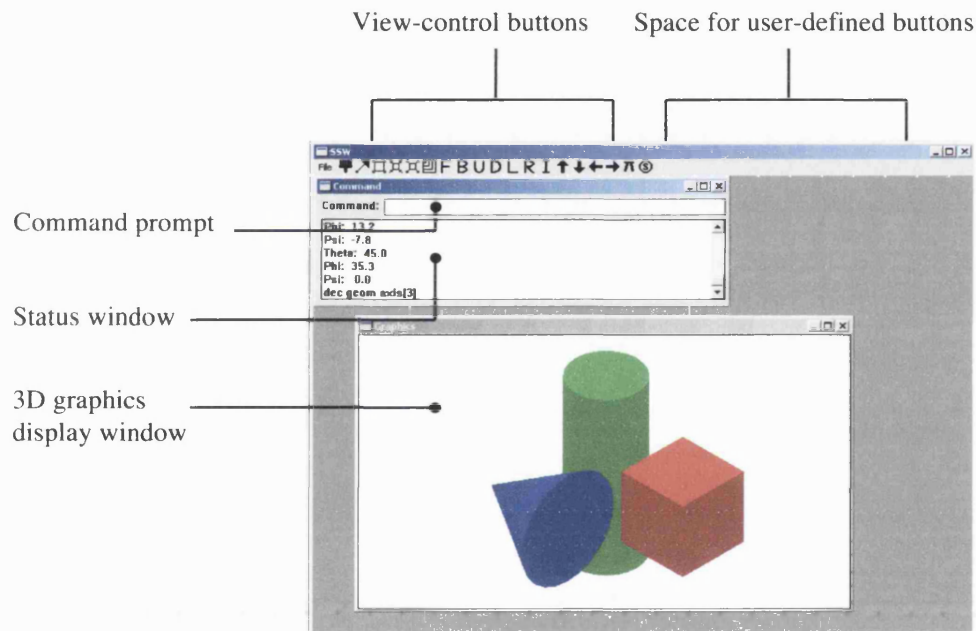 View-control buttons
Space for user-defined buttons
SSW
File
F B U D L R I
Command
Command prompt
Command:
Phi: 13.2
Psi: -7.8
Theta: 45.0
Phi: 35.3
Psi: 0.0
dec geom axis[3]
Status window
Graphics
3D graphics
display window